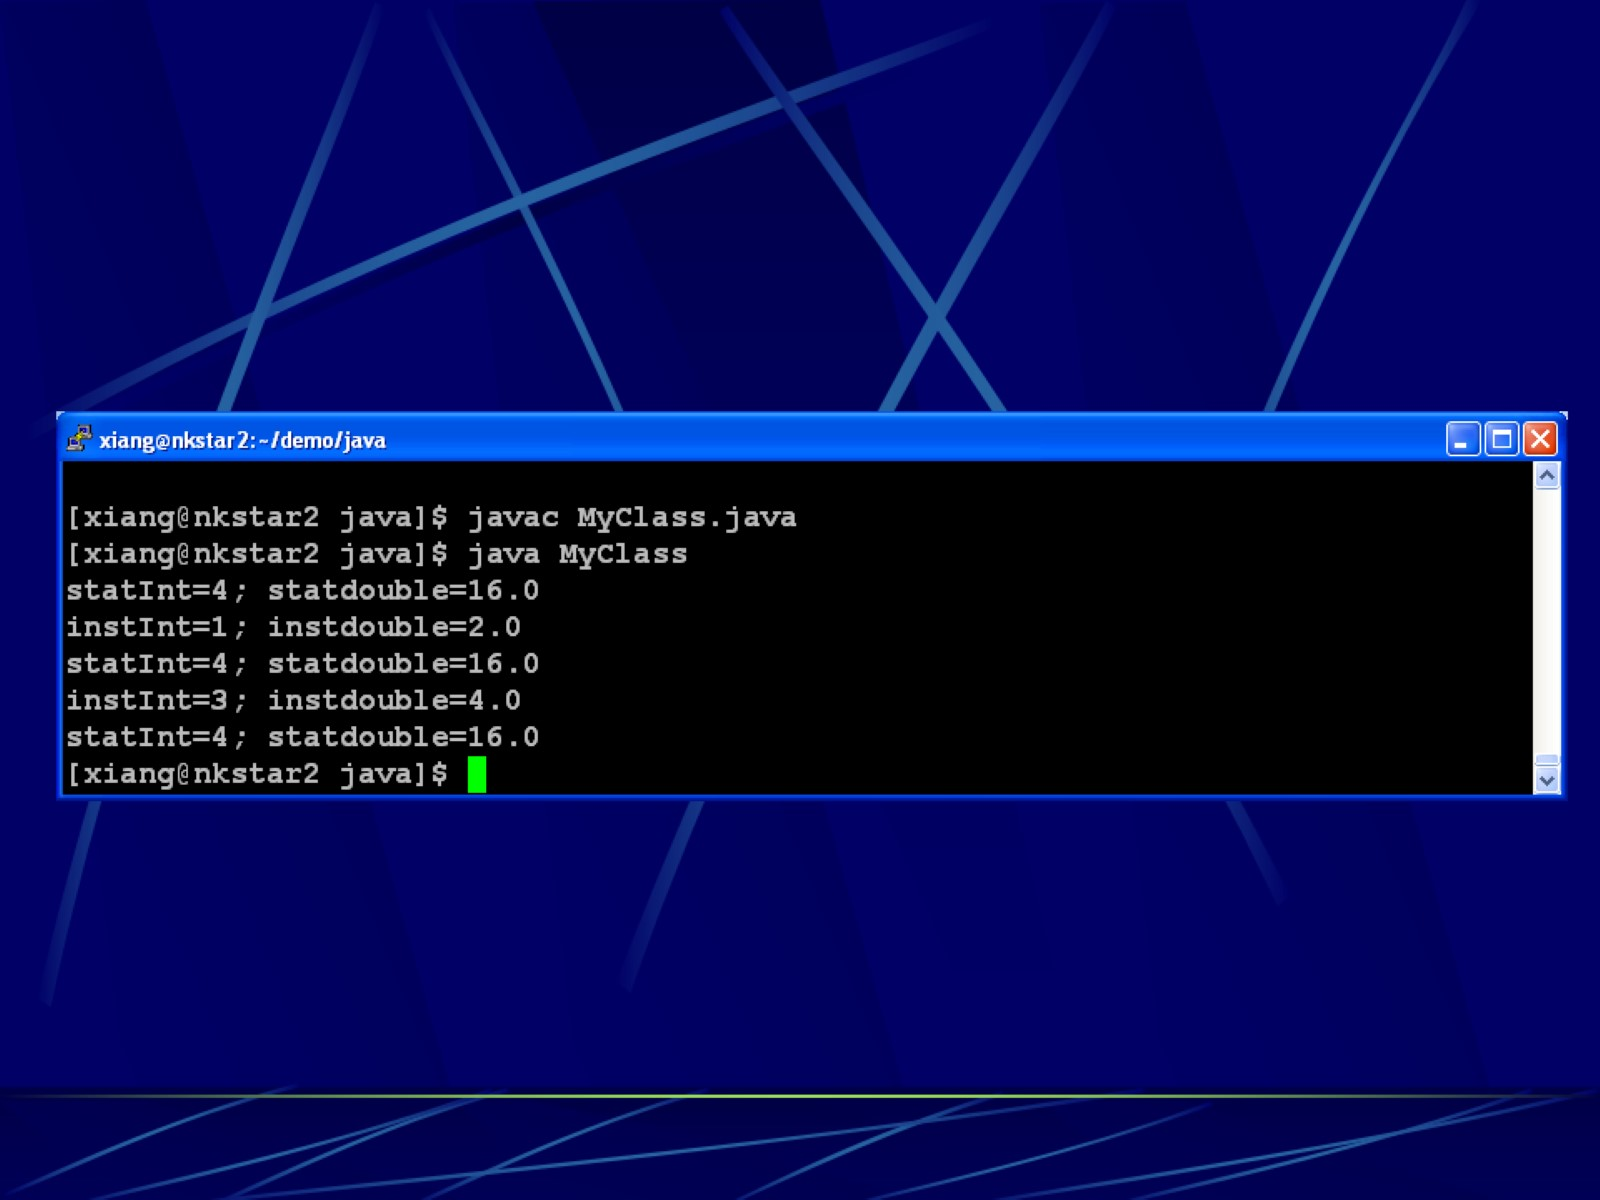 xiang@nkstar2:~/demo/java
[xiang@nkstar2 java]$ javac MyClass.java
[xiang@nkstar2 java]$ java MyClass
statInt=4; statdouble=16.0
instInt=1; instdouble=2.0
statInt=4; statdouble=16.0
instInt=3; instdouble=4.0
statInt=4; statdouble=16.0
[xiang@nkstar2 java]$